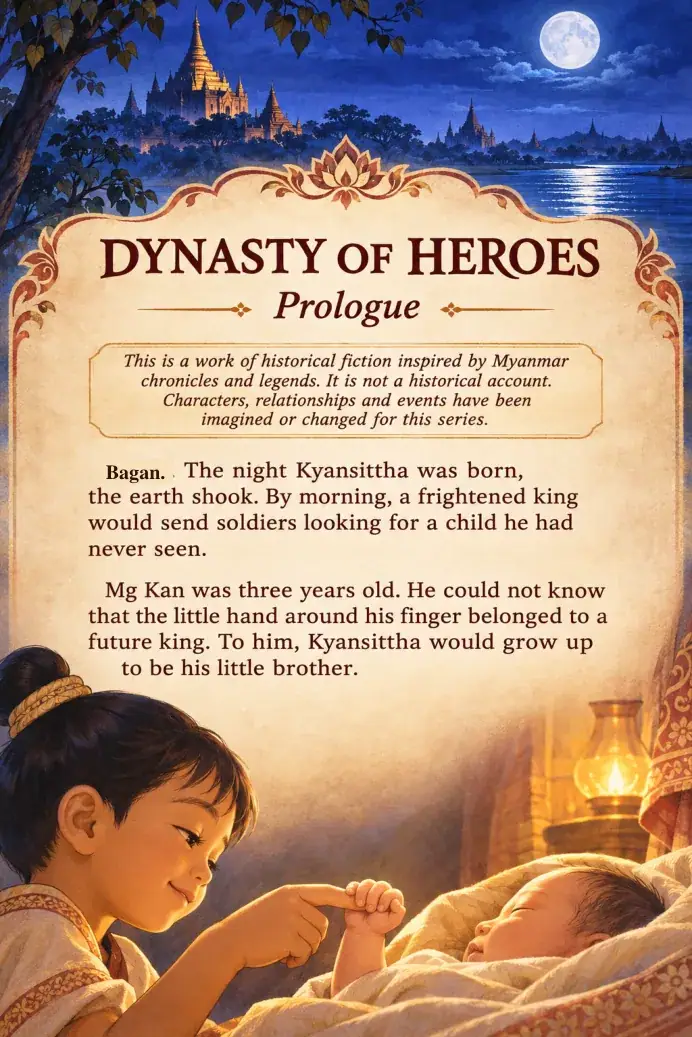 DYNASTY OF HEROES
Prologue
This is a work of historical fiction inspired by Myanmar
chronicles and legends. It is not a historical account.
Characters, relationships and events have been
imagined or changed for this series.
Bagan. The night Kyansittha was born,
the earth shook. By morning, a frightened king
would send soldiers looking for a child he had
never seen.
Mg Kan was three years old. He could not know
that the little hand around his finger belonged to a
future king. To him, Kyansittha would grow up
to be his little brother.